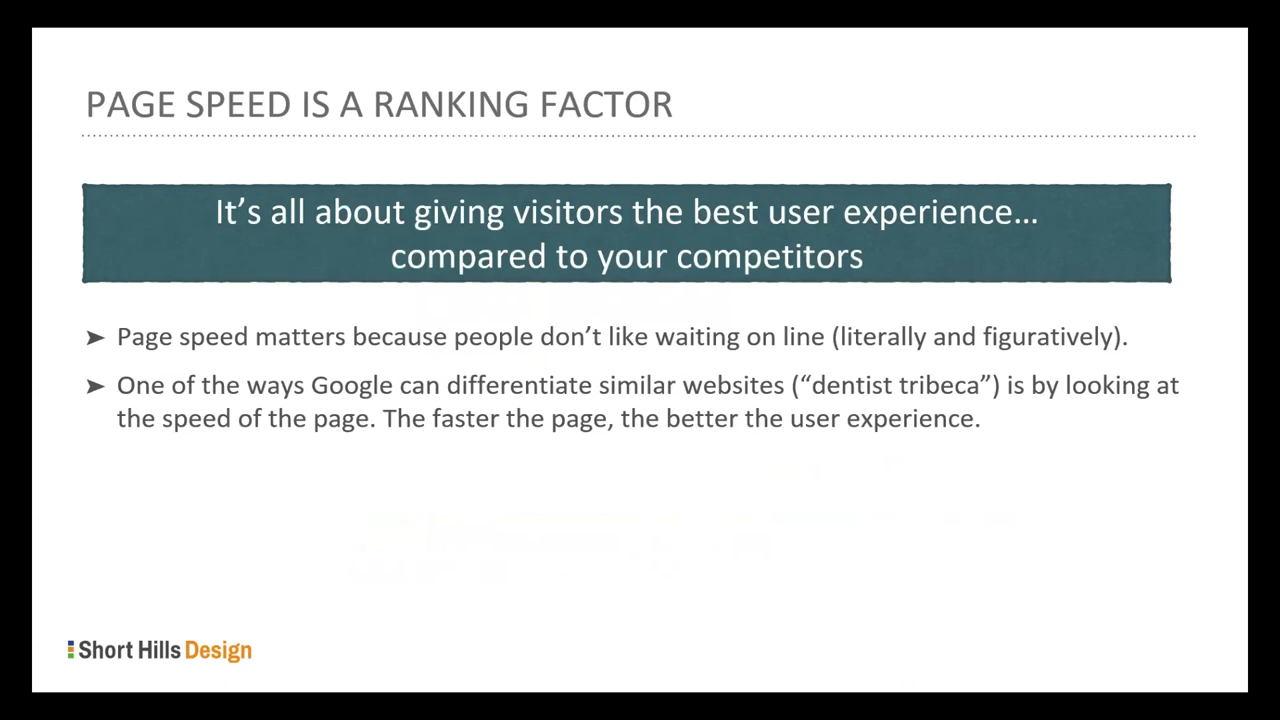 PAGE SPEED IS A RANKING FACTOR
It’s all about giving visitors the best user experience…
compared to your competitors
➤ Page speed matters because people don’t like waiting on line (literally and figuratively).
➤ One of the ways Google can differentiate similar websites (“dentist tribeca”) is by looking at
the speed of the page. The faster the page, the better the user experience.
Short Hills Design